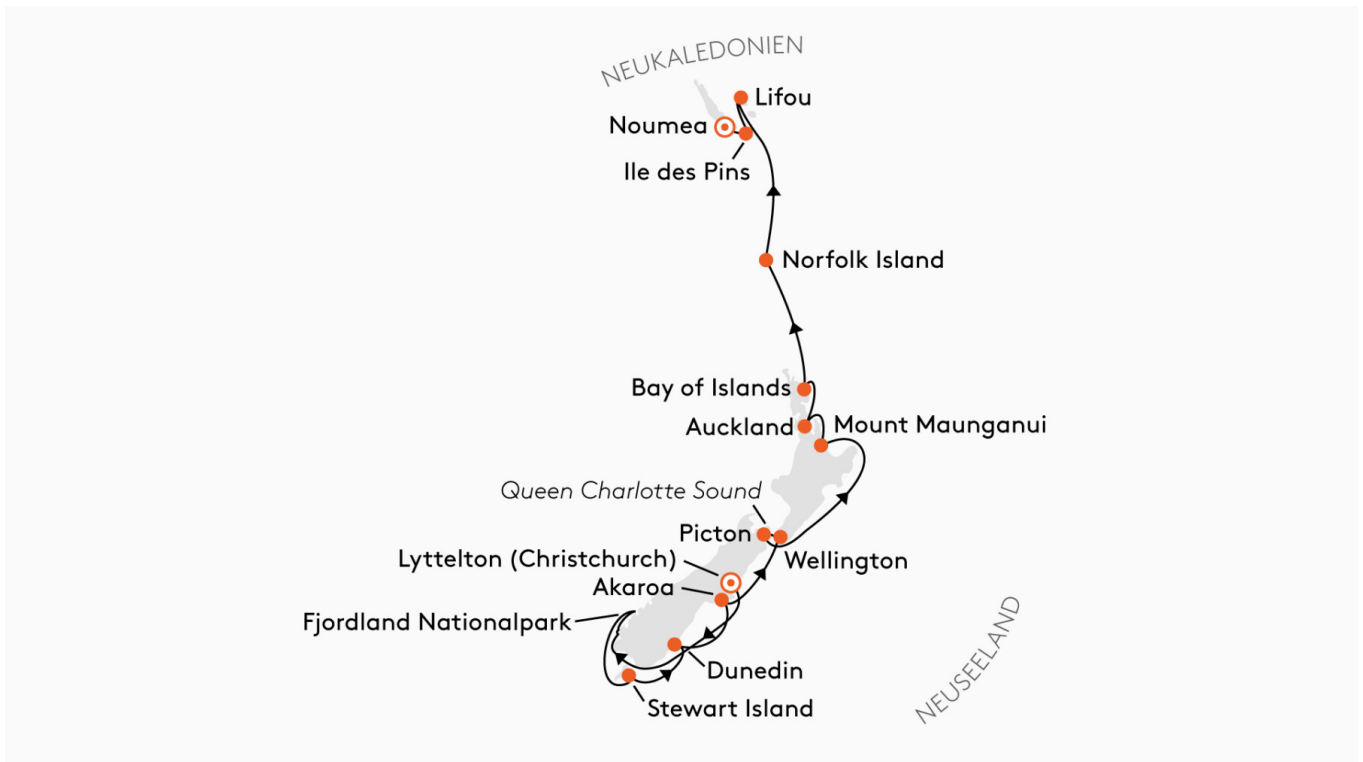 NEUKALEDONIEN
Lifou
Noumea
Ile des Pins
Norfolk Island
Bay of Islands
Auckland
Mount Maunganui
Queen Charlotte Sound
Picton
Wellington
Lyttelton (Christchurch)
Akaroa
Fjordland Nationalpark
Dunedin
Stewart Island
NEUSEELAND